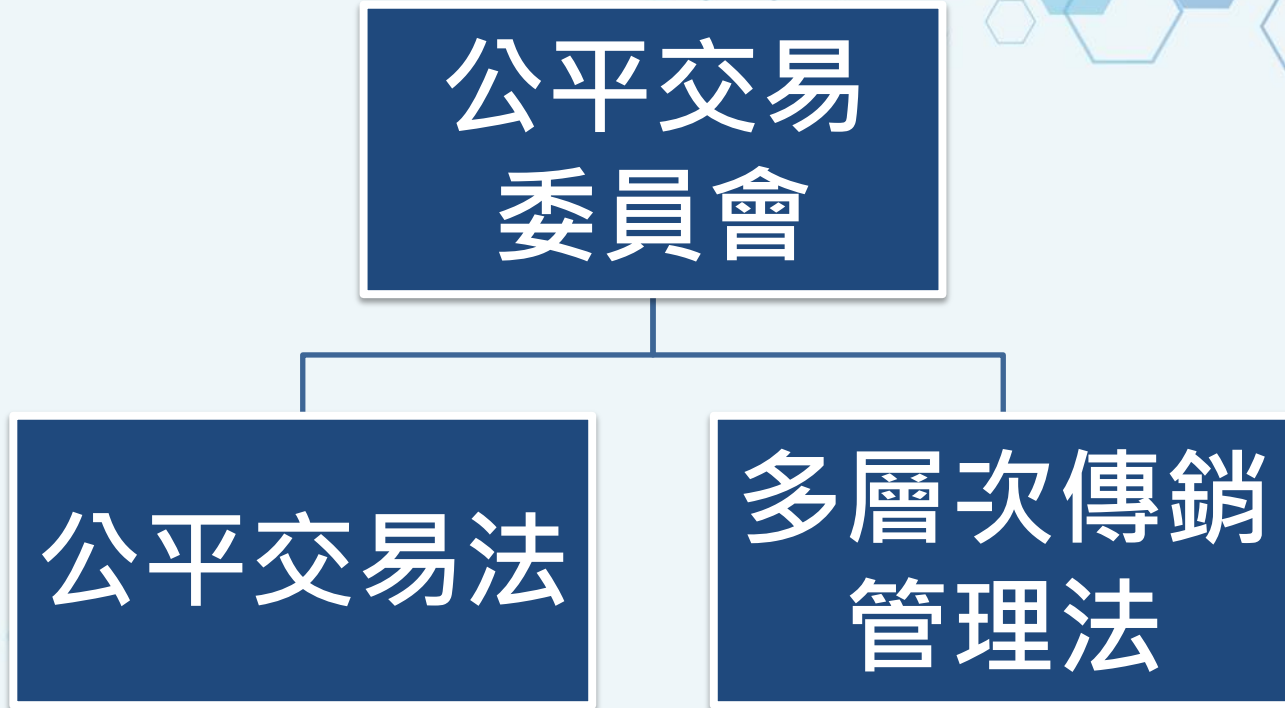 公平交易
委員會
公平交易法
多層次傳銷
管理法